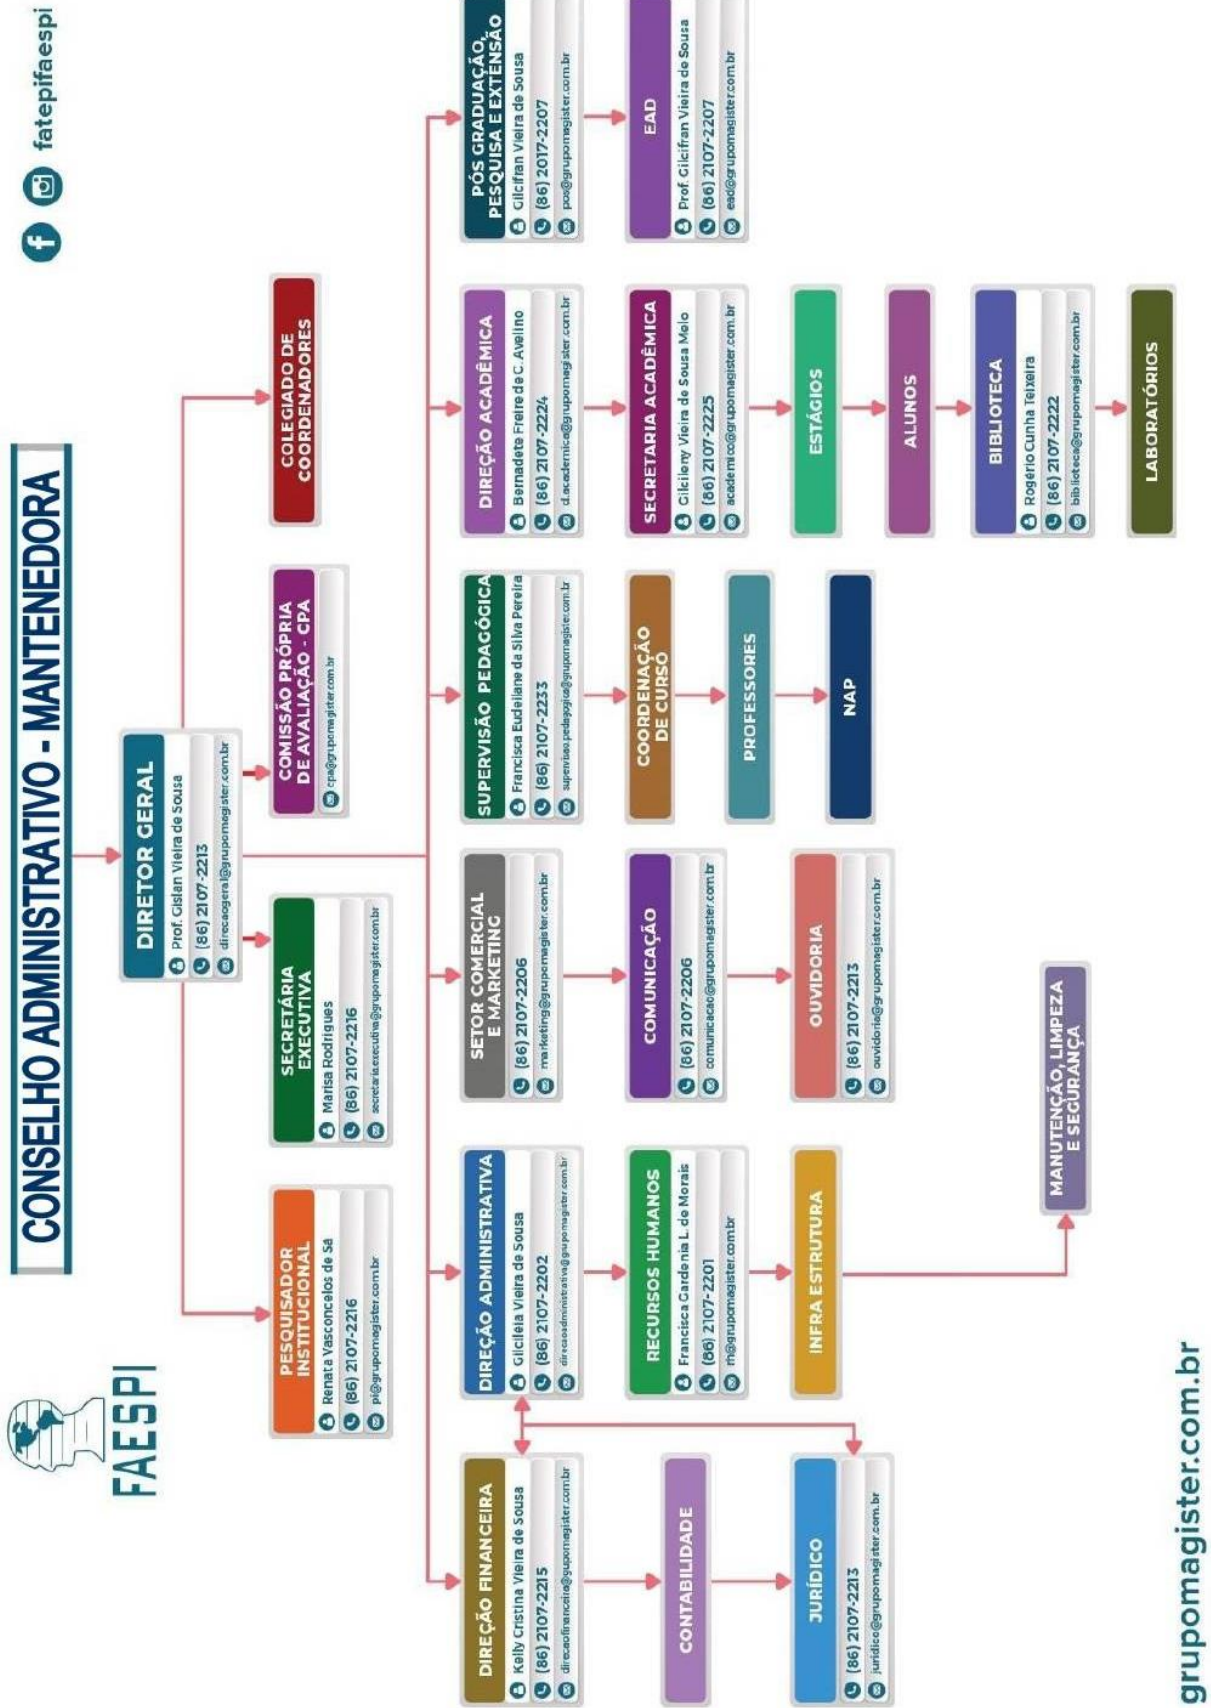 FAESPI
CONSELHO ADMINISTRATIVO - MANTENEDORA
fatepifaespi
DIRETOR GERAL
Prof. Gislan Vieira de Sousa
(86) 2107-2213
direcaogeral@grupomagister.com.br
PESQUISADOR
INSTITUCIONAL
Renata Vasconcelos de Sá
(86) 2107-2216
pi@grupomagister.com.br
SECRETÁRIA
EXECUTIVA
Marisa Rodrigues
(86) 2107-2216
secretaria.executiva@grupomagister.com.br
COMISSÃO PRÓPRIA
DE AVALIAÇÃO - CPA
cpa@grupomagister.com.br
COLEGIADO DE
COORDENADORES
DIREÇÃO FINANCEIRA
Kelly Cristina Vieira de Sousa
(86) 2107-2215
direcaofinanceira@gupomagister.com.br
CONTABILIDADE
JURÍDICO
(86) 2107-2213
juridico@grupomagister.com.br
DIREÇÃO ADMINISTRATIVA
Gilciléia Vieira de Sousa
(86) 2107-2202
direcaoadministrativa@grupomagister.com.br
RECURSOS HUMANOS
Francisca Gardenia L. de Morais
(86) 2107-2201
rh@grupomagister.com.br
INFRA ESTRUTURA
MANUTENÇÃO, LIMPEZA
E SEGURANÇA
SETOR COMERCIAL
E MARKETING
(86) 2107-2206
marketing@grupomagister.com.br
COMUNICAÇÃO
(86) 2107-2206
comunicacao@grupomagister.com.br
OUVIDORIA
(86) 2107-2213
ouvidoria@grupomagister.com.br
SUPERVISÃO PEDAGÓGICA
Francisca Eudeilane da Silva Pereira
(86) 2107-2233
supervisao.pedagogica@grupomagister.com.br
COORDENAÇÃO
DE CURSO
PROFESSORES
NAP
DIREÇÃO ACADÊMICA
Bernadete Freire de C. Avelino
(86) 2107-2224
d.academica@grupomagister.com.br
SECRETARIA ACADÊMICA
Gilcileny Vieira de Sousa Melo
(86) 2107-2225
academico@grupomagister.com.br
ESTÁGIOS
ALUNOS
BIBLIOTECA
Rogério Cunha Teixeira
(86) 2107-2222
biblioteca@grupomagister.com.br
LABORATÓRIOS
PÓS GRADUAÇÃO,
PESQUISA E EXTENSÃO
Gilcifran Vieira de Sousa
(86) 2017-2207
pos@grupomagister.com.br
EAD
Prof. Gilcifran Vieira de Sousa
(86) 2107-2207
ead@grupomagister.com.br
grupomagister.com.br